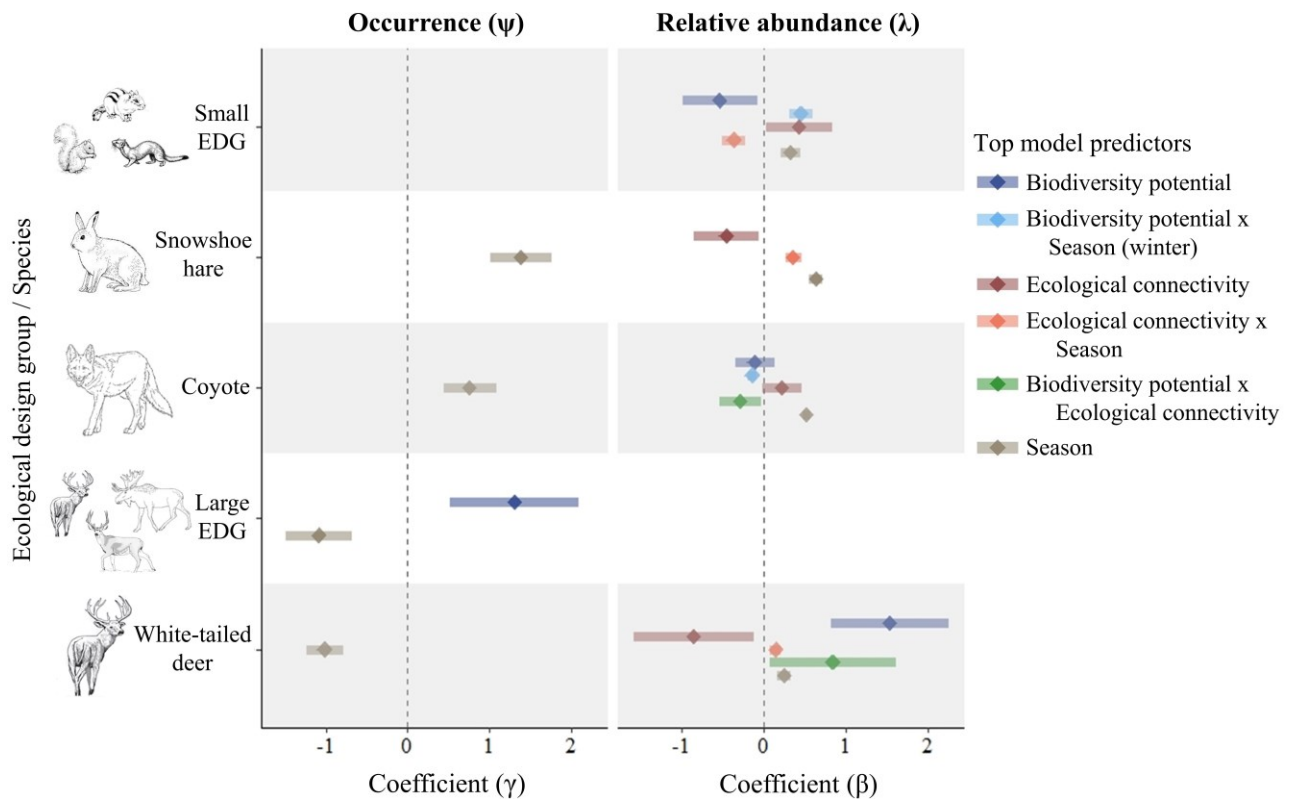 Occurrence (ψ)
Relative abundance (λ)
Ecological design group / Species
Small
EDG
Snowshoe
hare
Coyote
Large
EDG
White-tailed
deer
-1
0
1
2
Coefficient (γ)
-1
0
1
2
Coefficient (β)
Top model predictors
Biodiversity potential
Biodiversity potential x
Season (winter)
Ecological connectivity
Ecological connectivity x
Season
Biodiversity potential x
Ecological connectivity
Season